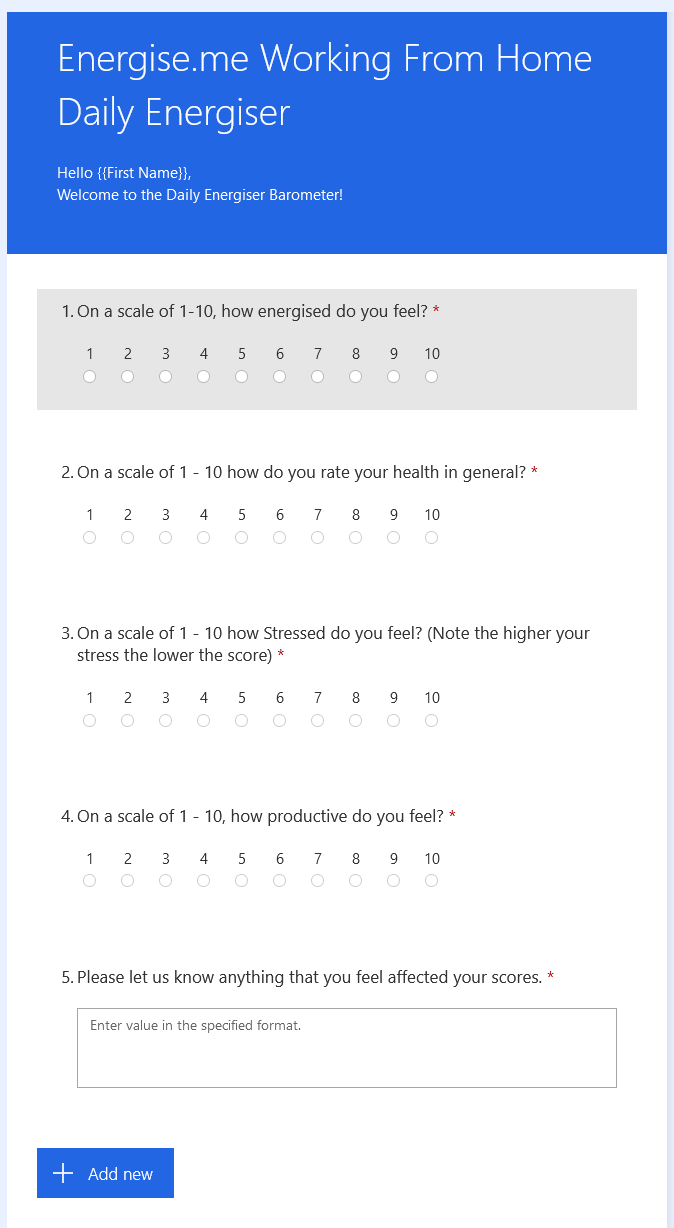 Energise.me Working From Home
Daily Energiser
Hello {{First Name}},
Welcome to the Daily Energiser Barometer!
1. On a scale of 1-10, how energised do you feel? *
1 2 3 4 5 6 7 8 9 10
2. On a scale of 1 - 10 how do you rate your health in general? *
1 2 3 4 5 6 7 8 9 10
3. On a scale of 1 - 10 how Stressed do you feel? (Note the higher your
stress the lower the score) *
1 2 3 4 5 6 7 8 9 10
4. On a scale of 1 - 10, how productive do you feel? *
1 2 3 4 5 6 7 8 9 10
5. Please let us know anything that you feel affected your scores. *
Enter value in the specified format.
Add new